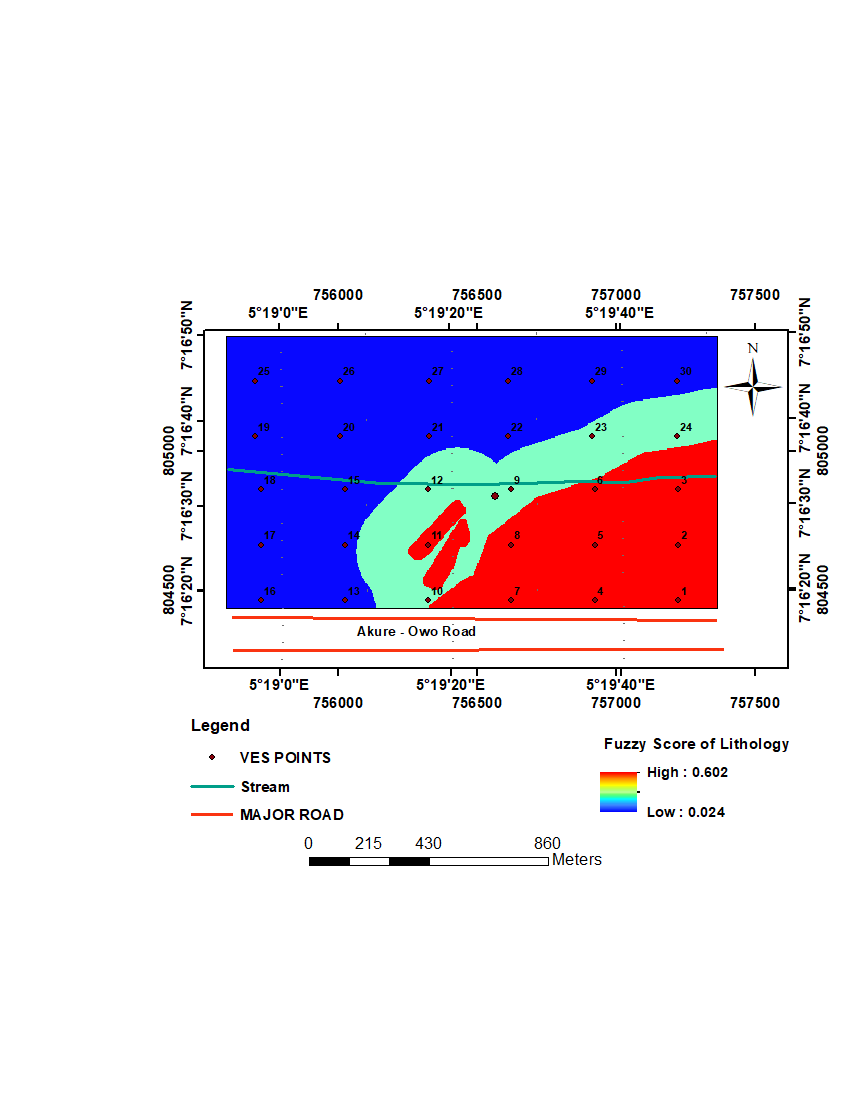 756000 756500 757000 757500
5°19'0"E 5°19'20"E 5°19'40"E
7°16'50"N 7°16'50"N
N
25 26 27 28 29 30
7°16'40"N 7°16'40"N
19 20 21 22 23 24
805000 805000
18 15 12 9 6 3
7°16'30"N 7°16'30"N
17 14 11 8 5 2
7°16'20"N 7°16'20"N
804500 804500
16 13 10 7 4 1
Akure - Owo Road
5°19'0"E 5°19'20"E 5°19'40"E
756000 756500 757000 757500
Legend
VES POINTS
Stream
MAJOR ROAD
Fuzzy Score of Lithology
High : 0.602
Low : 0.024
0 215 430 860
Meters